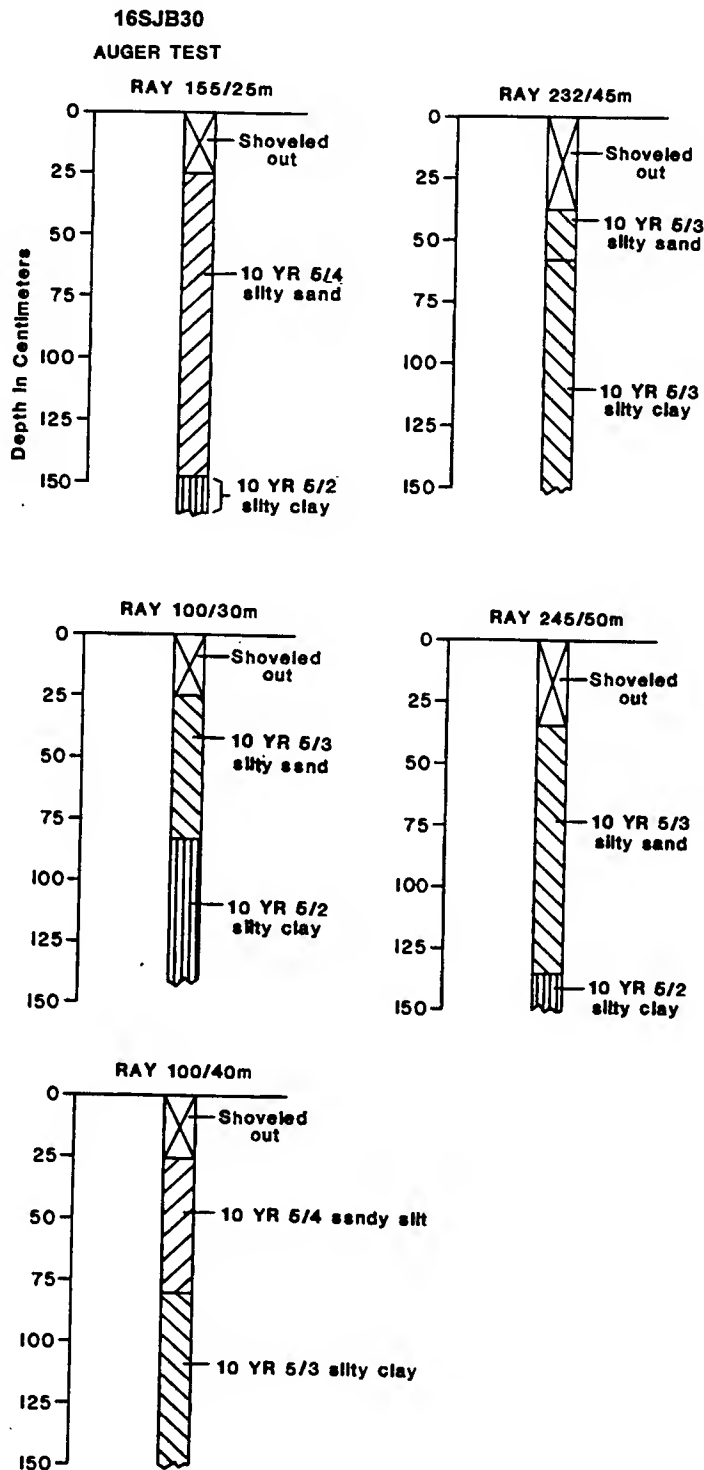 16SJB30
AUGER TEST
RAY 155/25m
0
25
50
75
100
125
150
Depth in Centimeters
Shoveled
out
10 YR 5/4
silty sand
10 YR 5/2
silty clay
RAY 232/45m
0
25
50
75
100
125
150
Shoveled
out
10 YR 5/3
silty sand
10 YR 5/3
silty clay
RAY 100/30m
0
25
50
75
100
125
150
Shoveled
out
10 YR 5/3
silty sand
10 YR 5/2
silty clay
RAY 245/50m
0
25
50
75
100
125
150
Shoveled
out
10 YR 5/3
silty sand
10 YR 5/2
silty clay
RAY 100/40m
0
25
50
75
100
125
150
Shoveled
out
10 YR 5/4 sandy silt
10 YR 5/3 silty clay